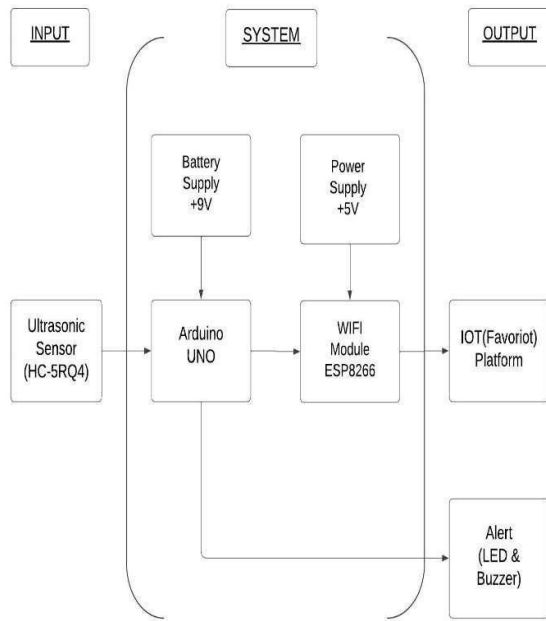 INPUT
SYSTEM
OUTPUT
Battery
Supply
+9V
Power
Supply
+5V
Ultrasonic
Sensor
(HC-5RQ4)
Arduino
UNO
WIFI
Module
ESP8266
IOT(Favoriot)
Platform
Alert
(LED &
Buzzer)